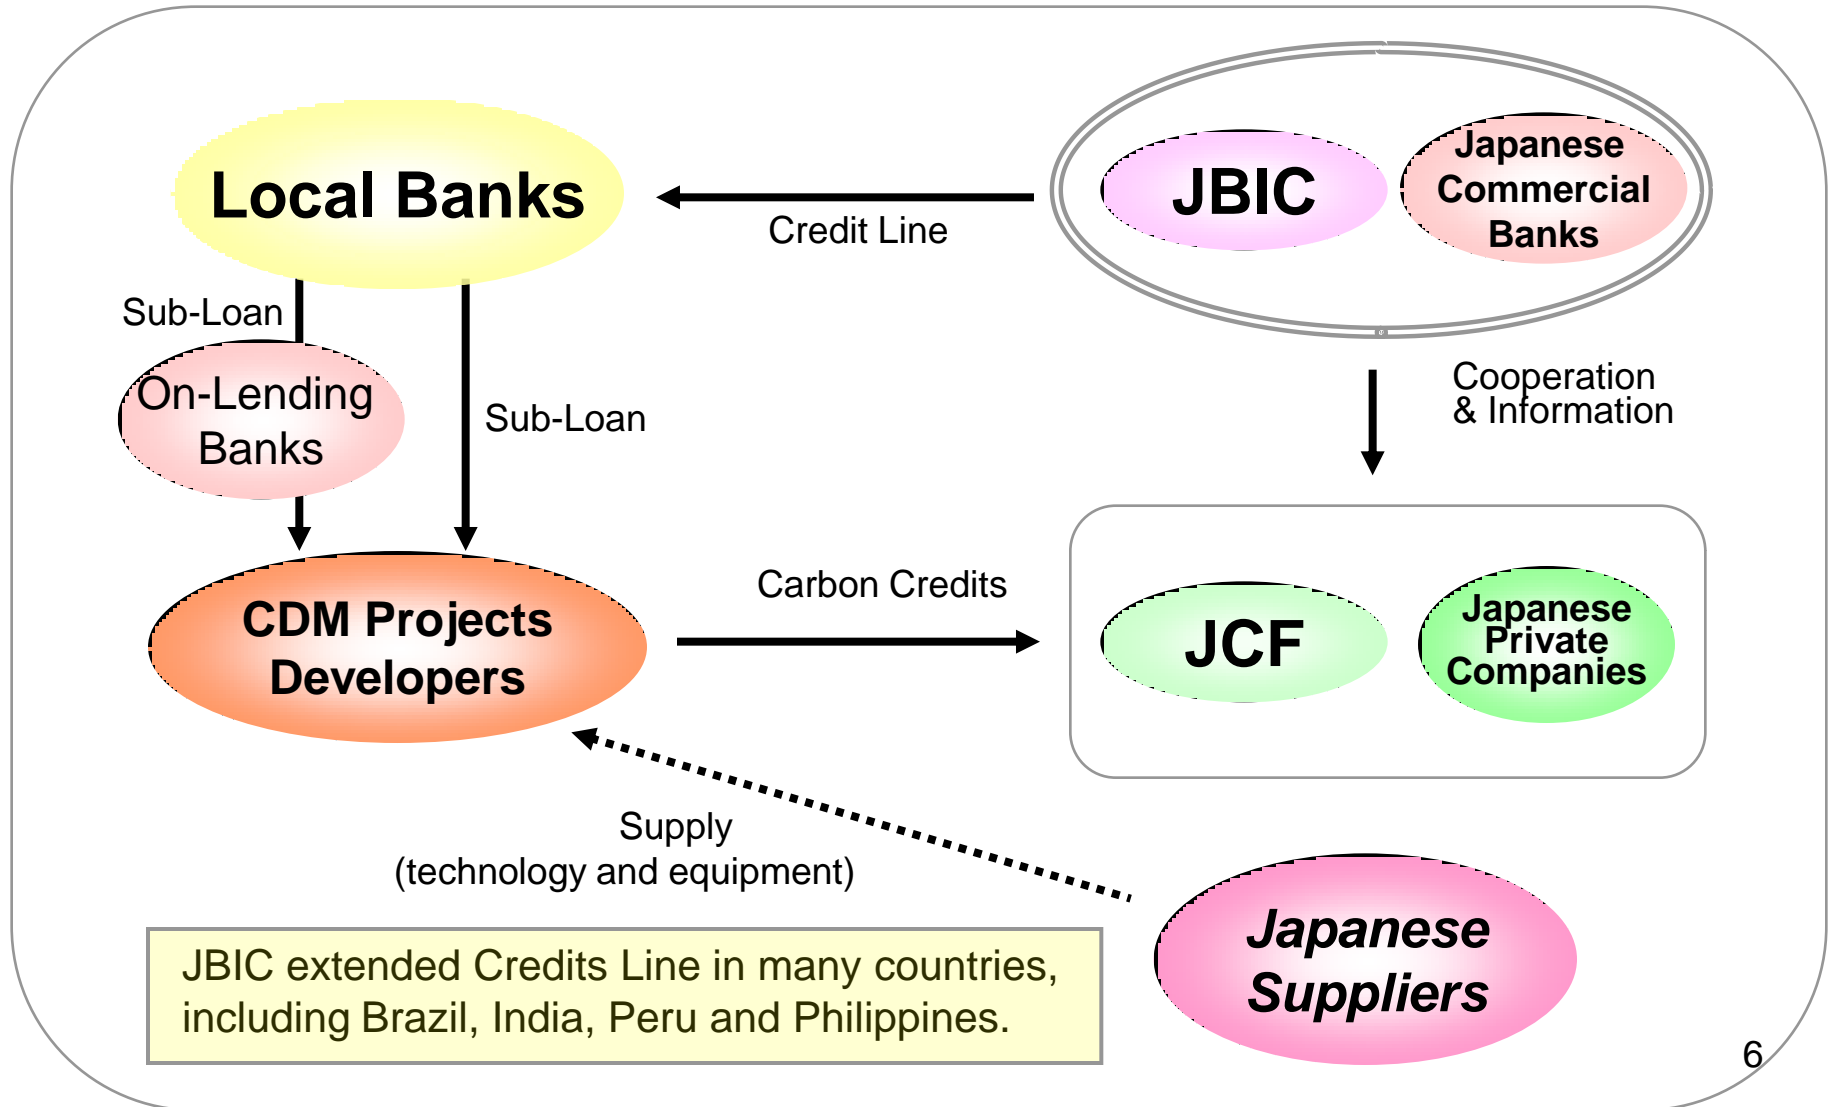 Local Banks
Credit Line
JBIC
Japanese
Commercial
Banks
Sub-Loan
On-Lending
Banks
Sub-Loan
Cooperation
& Information
CDM Projects
Developers
Carbon Credits
JCF
Japanese
Private
Companies
Supply
(technology and equipment)
Japanese
Suppliers
JBIC extended Credits Line in many countries,
including Brazil, India, Peru and Philippines.
6